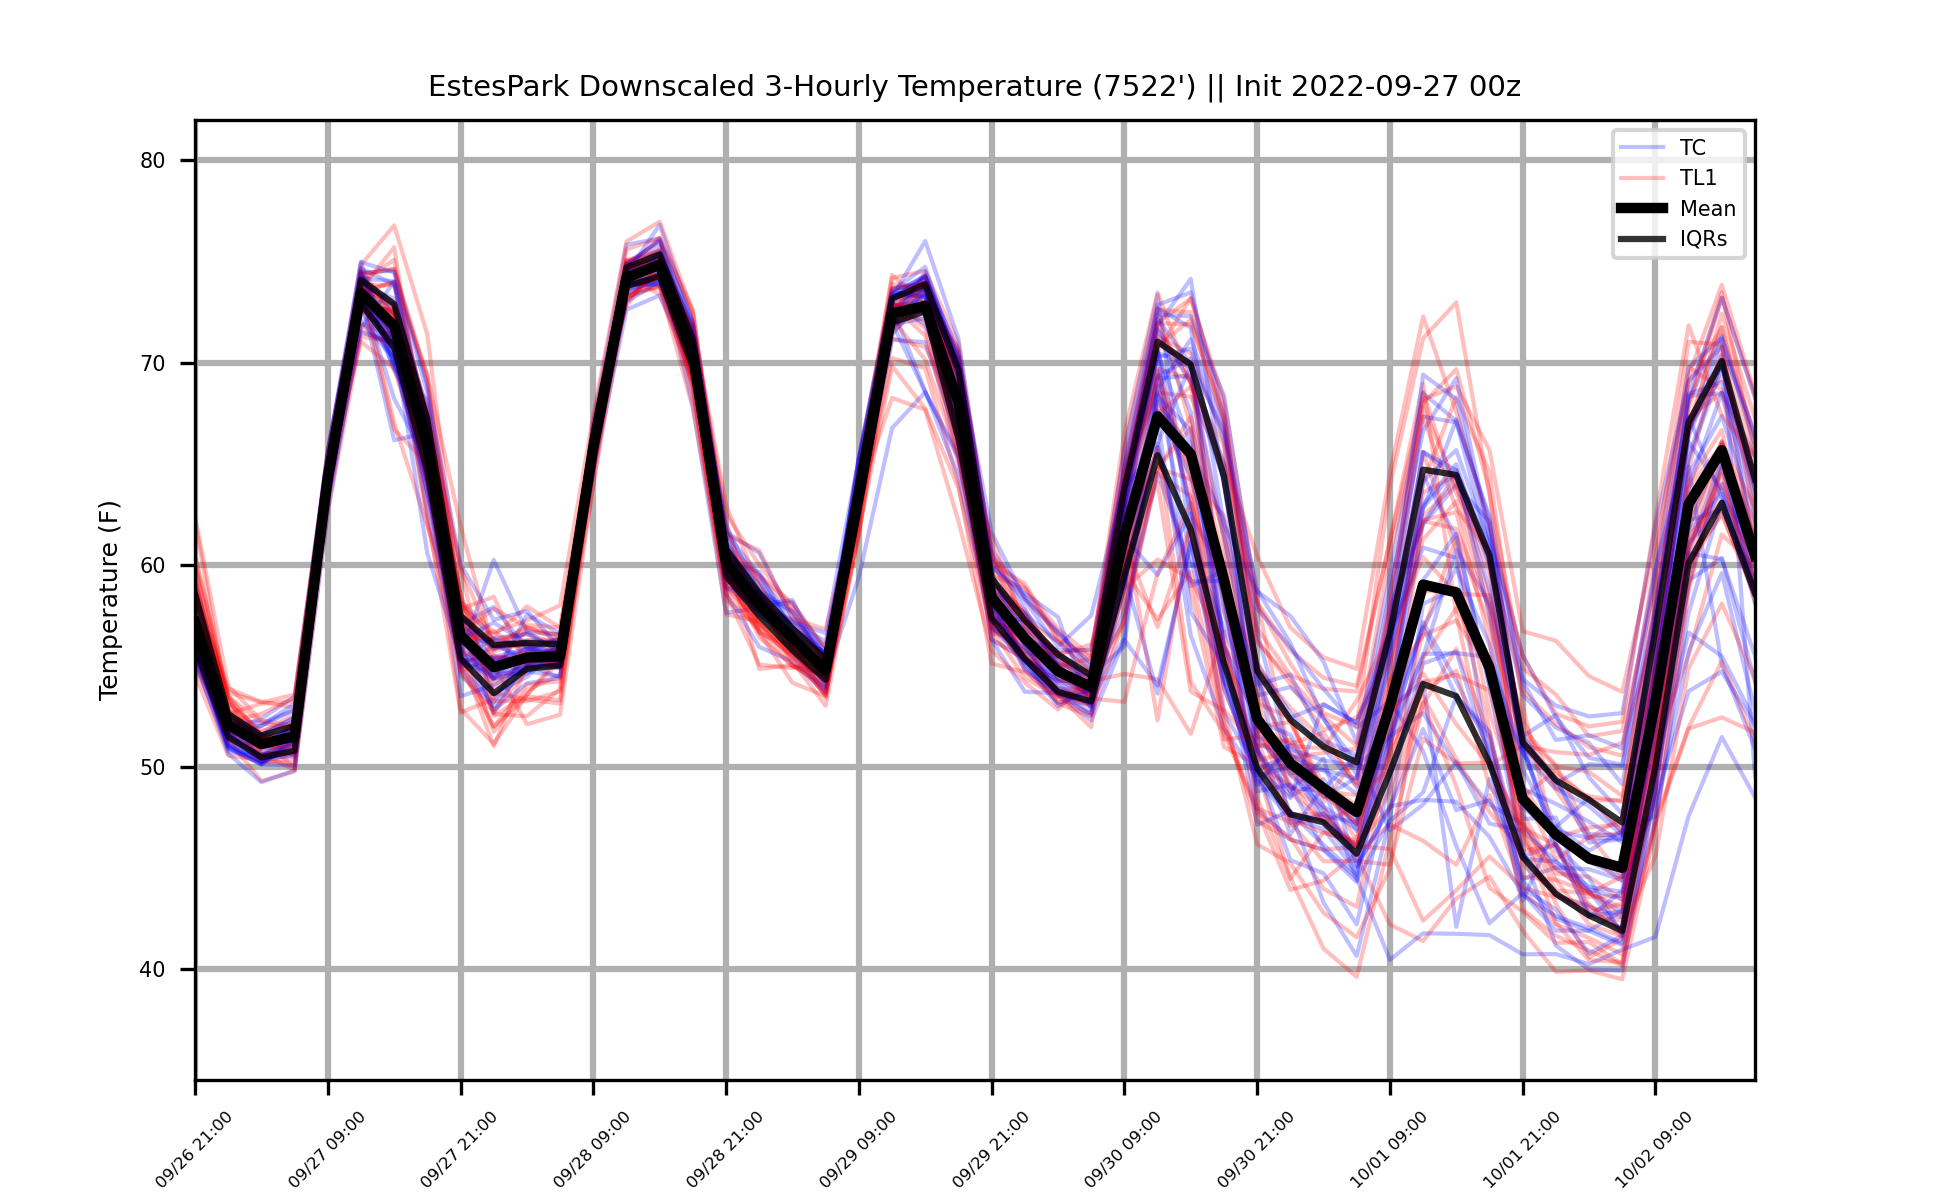 EstesPark Downscaled 3-Hourly Temperature (7522') || Init 2022-09-27 00z
TC
TL1
Mean
IQRs
Temperature (F)
80
70
60
50
40
09/26 21:00
09/27 09:00
09/27 21:00
09/28 09:00
09/28 21:00
09/29 09:00
09/29 21:00
09/30 09:00
09/30 21:00
10/01 09:00
10/01 21:00
10/02 09:00